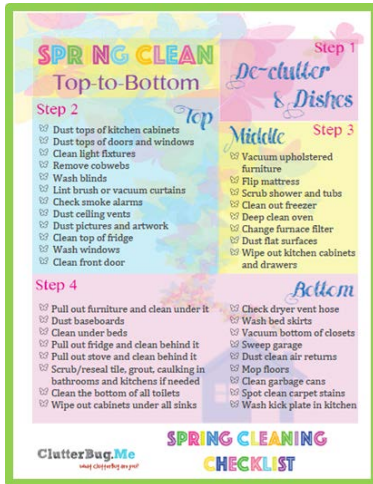 SPRING CLEAN
Top-to-Bottom
Step 1
De-clutter
& Dishes
Step 2
Top
Dust tops of kitchen cabinets
Dust tops of doors and windows
Clean light fixtures
Remove cobwebs
Wash blinds
Lint brush or vacuum curtains
Check smoke alarms
Dust ceiling vents
Dust pictures and artwork
Clean top of fridge
Wash windows
Clean front door
Middle
Step 3
Vacuum upholstered
furniture
Flip mattress
Scrub shower and tubs
Clean out freezer
Deep clean oven
Change furnace filter
Dust flat surfaces
Wipe out kitchen cabinets
and drawers
Step 4
Bottom
Pull out furniture and clean under it
Dust baseboards
Clean under beds
Pull out fridge and clean behind it
Pull out stove and clean behind it
Scrub/reseal tile, grout, caulking in
bathrooms and kitchens if needed
Clean the bottom of all toilets
Wipe out cabinets under all sinks
Check dryer vent hose
Wash bed skirts
Vacuum bottom of closets
Sweep garage
Dust clean air returns
Mop floors
Clean garbage cans
Spot clean carpet stains
Wash kick plate in kitchen
ClutterBug.Me
what ClutterBug are you?
SPRING CLEANING
CHECKLIST